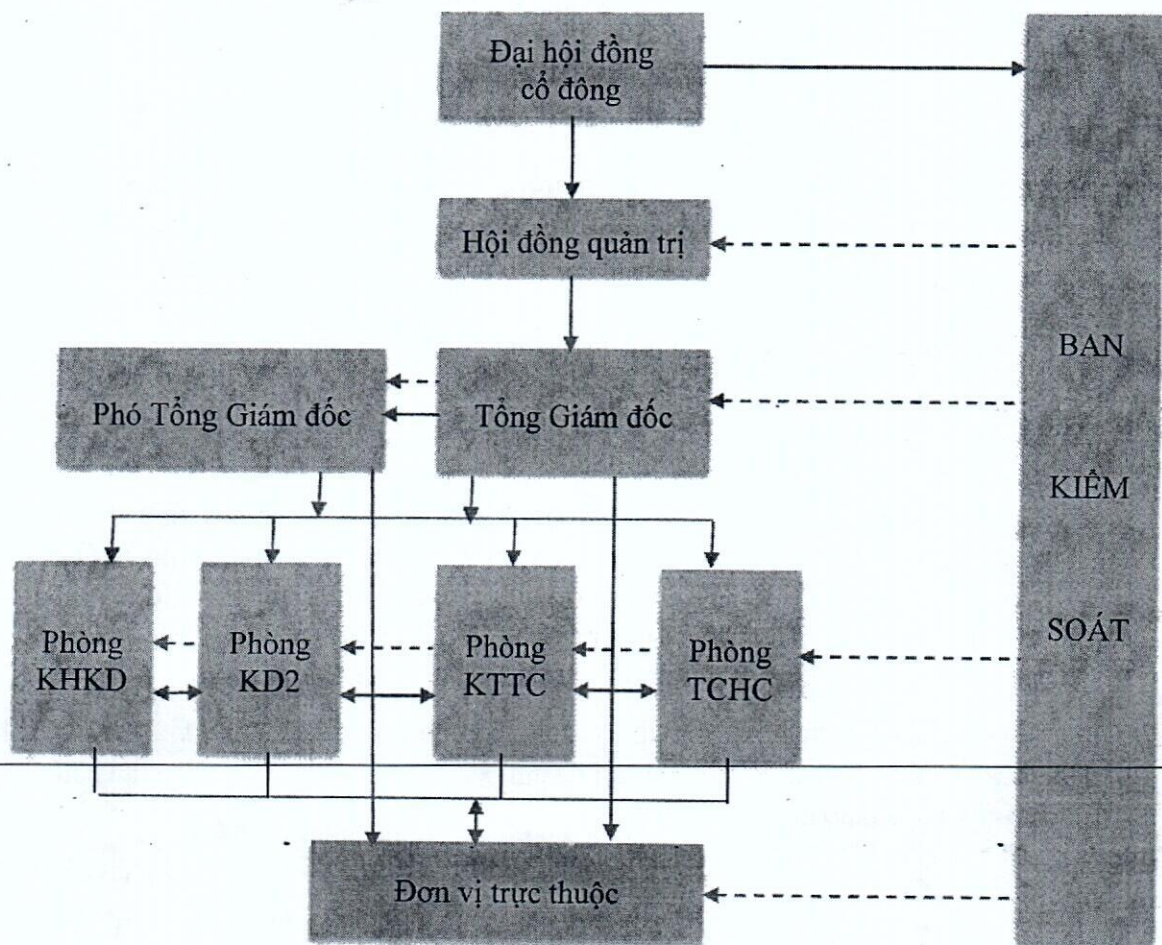 Đại hội đồng
cổ đông
Hội đồng quản trị
Phó Tổng Giám đốc
Tổng Giám đốc
BAN
KIỂM
SOÁT
Phòng
KHKD
Phòng
KD2
Phòng
KTTC
Phòng
TCHC
Đơn vị trực thuộc